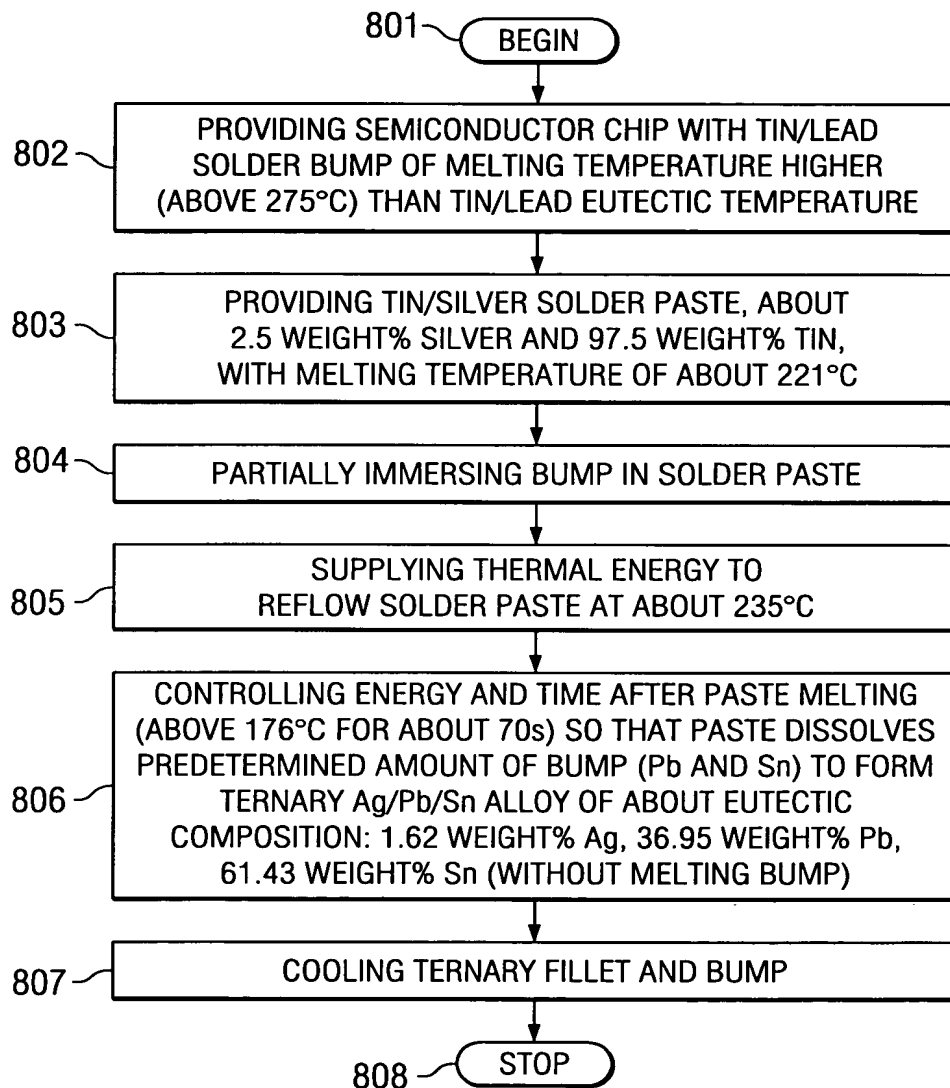 801
BEGIN
802
PROVIDING SEMICONDUCTOR CHIP WITH TIN/LEAD
SOLDER BUMP OF MELTING TEMPERATURE HIGHER
(ABOVE 275°C) THAN TIN/LEAD EUTECTIC TEMPERATURE
803
PROVIDING TIN/SILVER SOLDER PASTE, ABOUT
2.5 WEIGHT% SILVER AND 97.5 WEIGHT% TIN,
WITH MELTING TEMPERATURE OF ABOUT 221°C
804
PARTIALLY IMMERSING BUMP IN SOLDER PASTE
805
SUPPLYING THERMAL ENERGY TO
REFLOW SOLDER PASTE AT ABOUT 235°C
806
CONTROLLING ENERGY AND TIME AFTER PASTE MELTING
(ABOVE 176°C FOR ABOUT 70s) SO THAT PASTE DISSOLVES
PREDETERMINED AMOUNT OF BUMP (Pb AND Sn) TO FORM
TERNARY Ag/Pb/Sn ALLOY OF ABOUT EUTECTIC
COMPOSITION: 1.62 WEIGHT% Ag, 36.95 WEIGHT% Pb,
61.43 WEIGHT% Sn (WITHOUT MELTING BUMP)
807
COOLING TERNARY FILLET AND BUMP
808
STOP